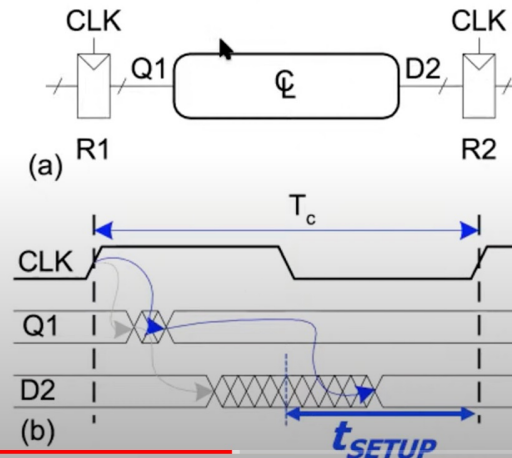 CLK CLK
Q1 CL D2
R1 R2
(a)
Tc
CLK
Q1
D2
(b)
tSETUP